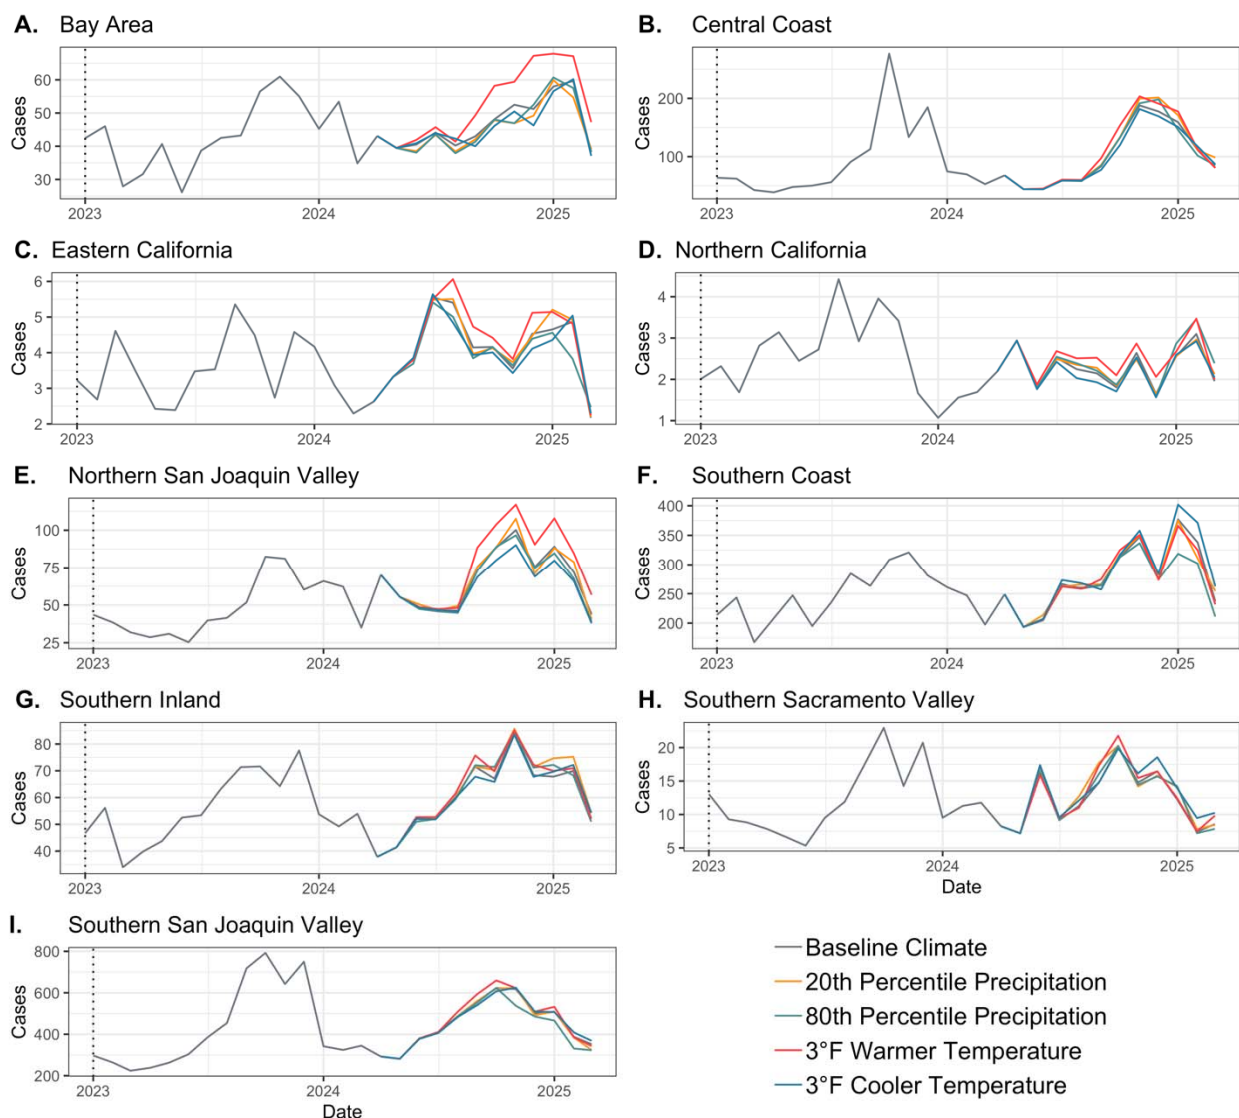 A. Bay Area
Cases
60
50
40
30
2023
2024
2025
B. Central Coast
Cases
200
100
2023
2024
2025
C. Eastern California
Cases
6
5
4
3
2
2023
2024
2025
D. Northern California
Cases
4
3
2
1
2023
2024
2025
E. Northern San Joaquin Valley
Cases
100
75
50
25
2023
2024
2025
F. Southern Coast
Cases
400
350
300
250
200
2023
2024
2025
G. Southern Inland
Cases
80
70
60
50
40
2023
2024
2025
H. Southern Sacramento Valley
Cases
20
15
10
5
2023
2024
2025
Date
I. Southern San Joaquin Valley
Cases
800
600
400
200
2023
2024
2025
Date
Baseline Climate
20th Percentile Precipitation
80th Percentile Precipitation
3°F Warmer Temperature
3°F Cooler Temperature